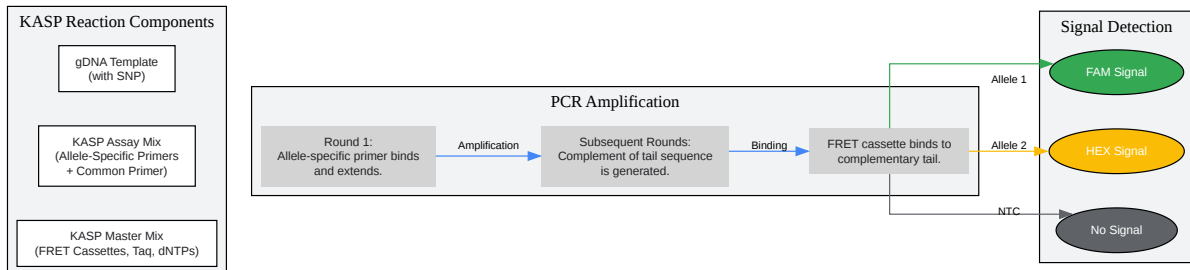 KASP Reaction Components
gDNA Template
(with SNP)
KASP Assay Mix
(Allele-Specific Primers
+ Common Primer)
KASP Master Mix
(FRET Cassettes, Taq, dNTPs)
PCR Amplification
Round 1:
Allele-specific primer binds
and extends.
Amplification
Subsequent Rounds:
Complement of tail sequence
is generated.
Binding
FRET cassette binds to
complementary tail.
Allele 1
Allele 2
NTC
Signal Detection
FAM Signal
HEX Signal
No Signal